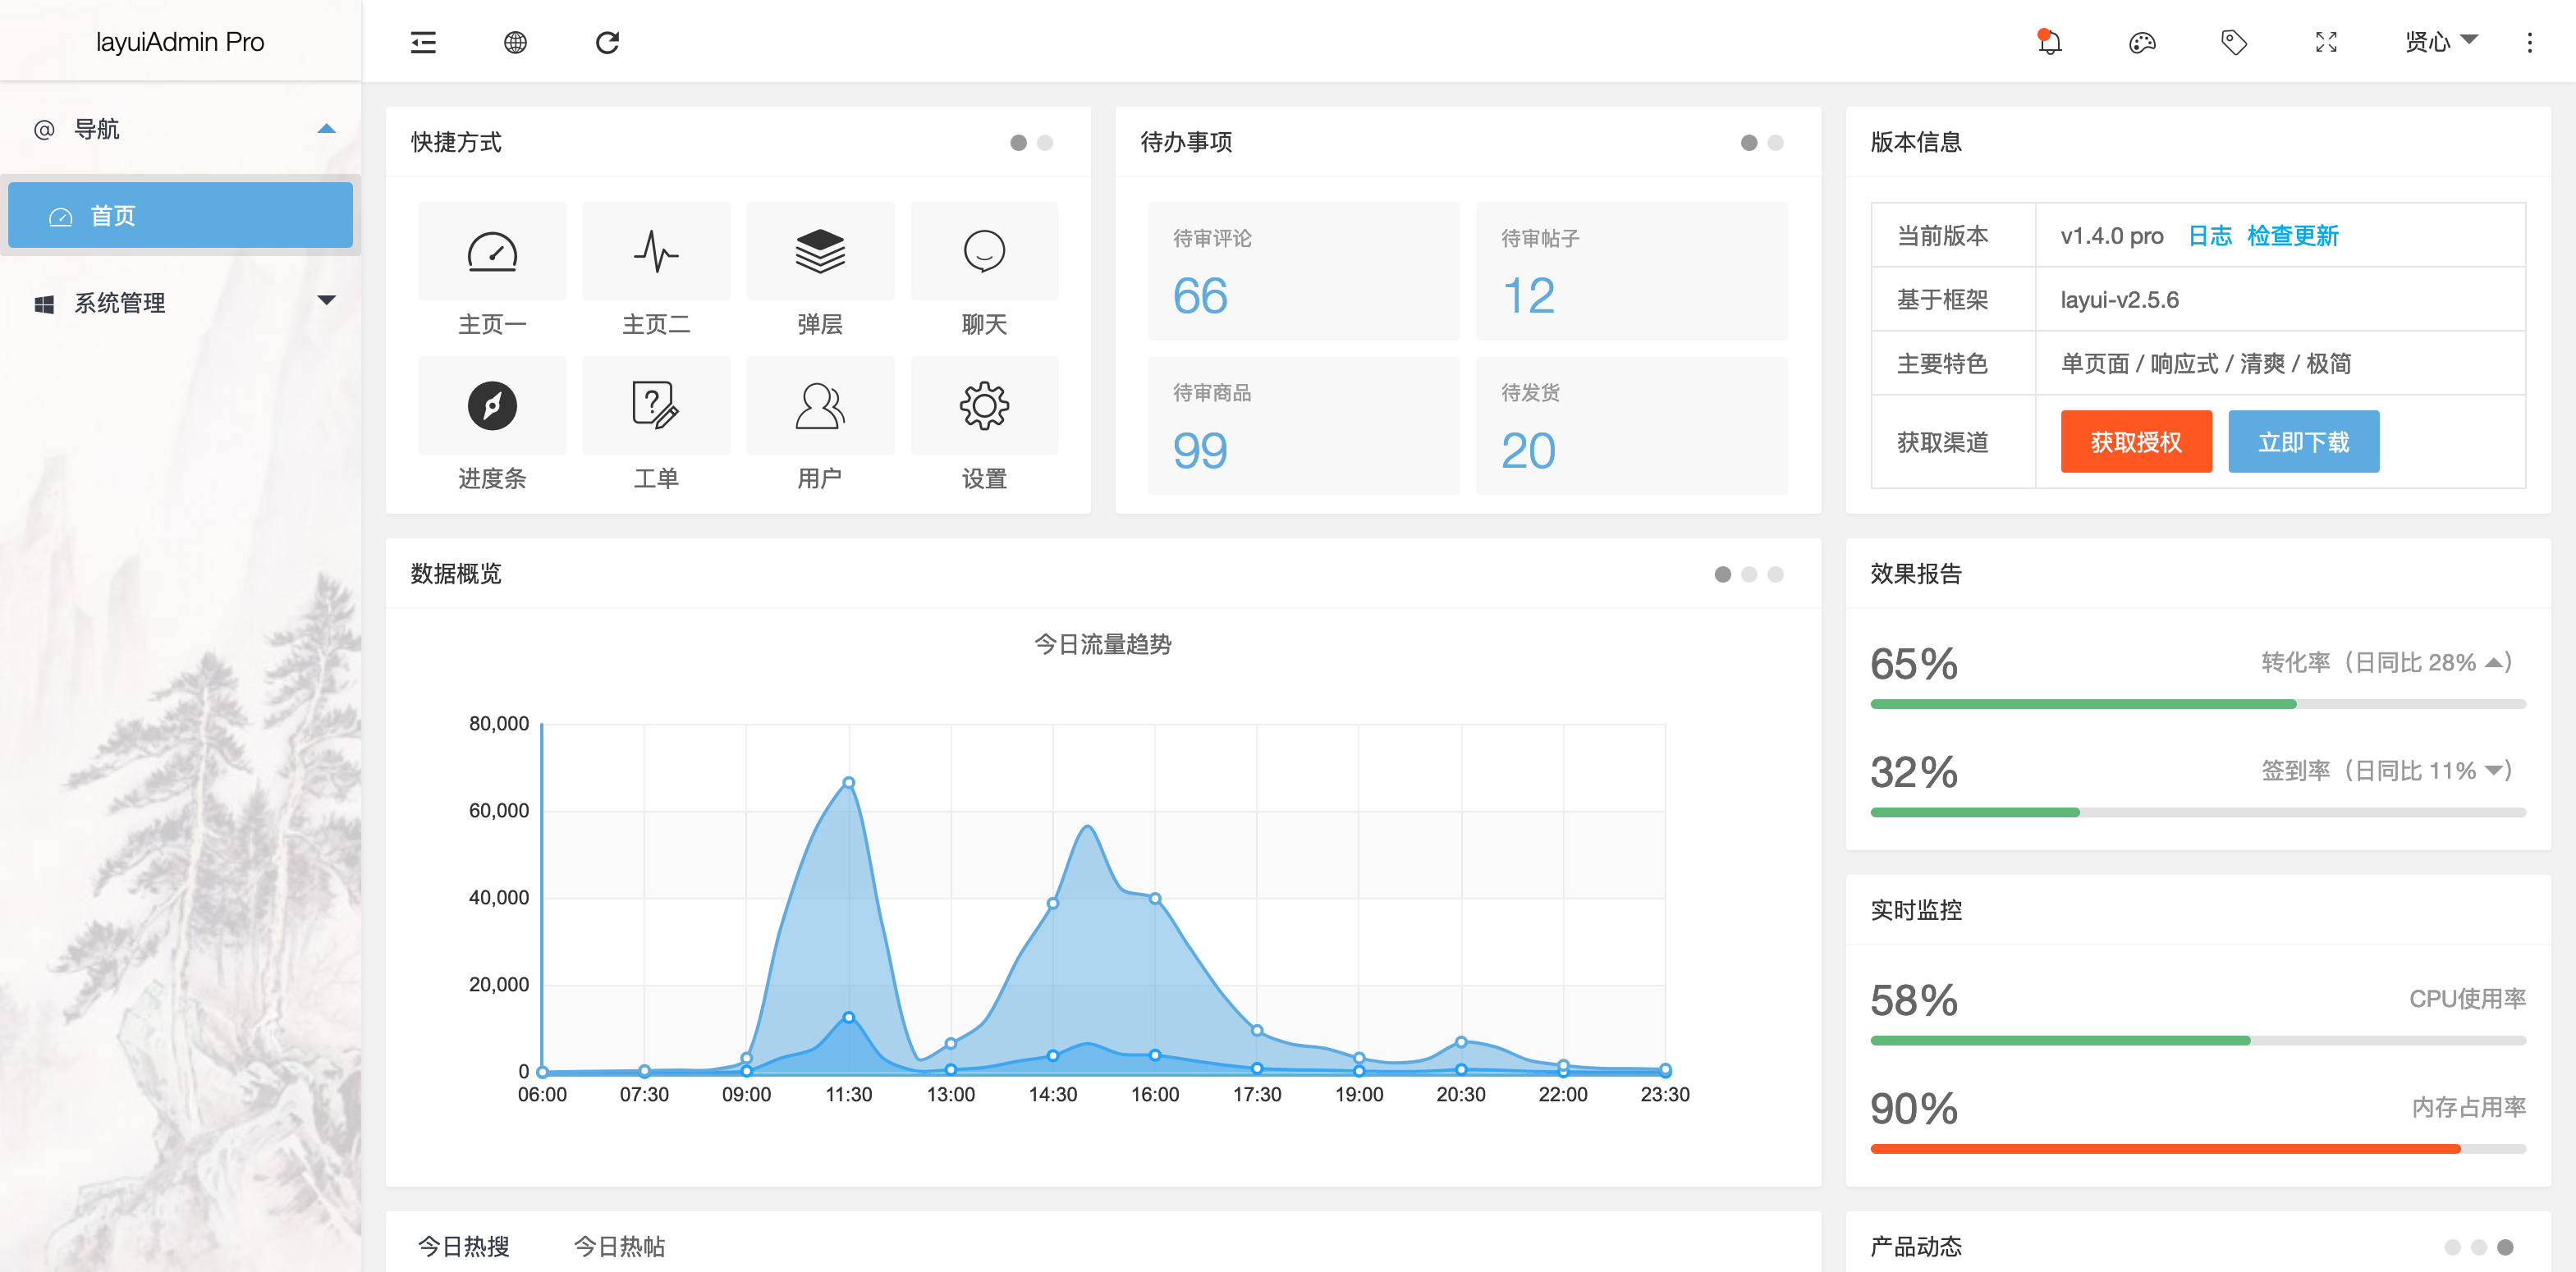 layuiAdmin Pro
贤心
导航
首页
系统管理
快捷方式
主页一
主页二
弹层
聊天
进度条
工单
用户
设置
待办事项
待审评论
66
待审帖子
12
待审商品
99
待发货
20
版本信息
当前版本 v1.4.0 pro 日志 检查更新
基于框架 layui-v2.5.6
主要特色 单页面 / 响应式 / 清爽 / 极简
获取渠道 获取授权 立即下载
数据概览
今日流量趋势
80,000
60,000
40,000
20,000
0
06:00 07:30 09:00 11:30 13:00 14:30 16:00 17:30 19:00 20:30 22:00 23:30
效果报告
65% 转化率（日同比 28% ▲）
32% 签到率（日同比 11% ▼）
实时监控
58% CPU使用率
90% 内存占用率
今日热搜 今日热帖
产品动态